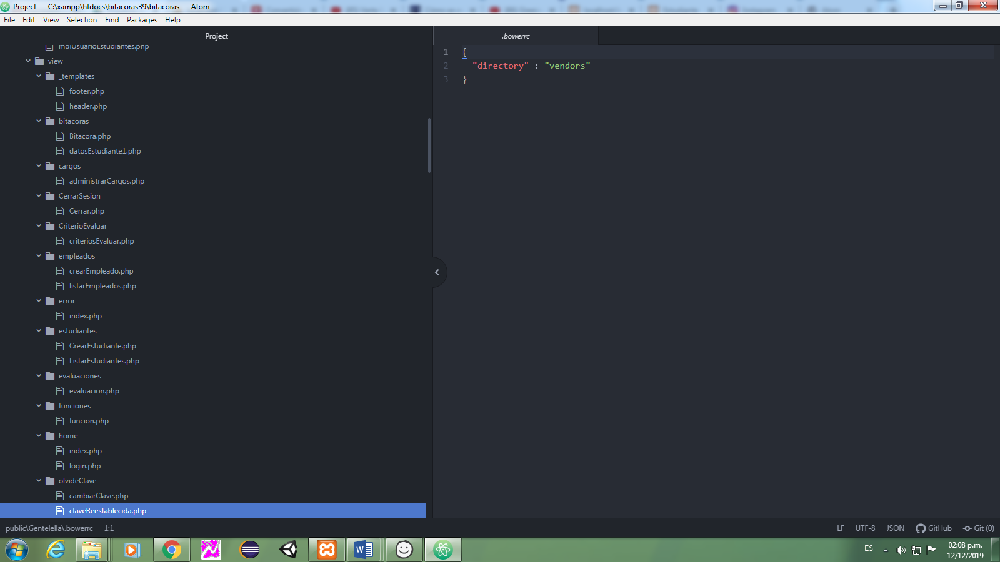 Project — C:\xampp\htdocs\bitacoras39\bitacoras — Atom
File Edit View Selection Find Packages Help
Project
mdlUsuarioEstudiantes.php
view
_templates
footer.php
header.php
bitacoras
Bitacora.php
datosEstudiante1.php
cargos
administrarCargos.php
CerrarSesion
Cerrar.php
CriterioEvaluar
criteriosEvaluar.php
empleados
crearEmpleado.php
listarEmpleados.php
error
index.php
estudiantes
CrearEstudiante.php
ListarEstudiantes.php
evaluaciones
evaluacion.php
funciones
funcion.php
home
index.php
login.php
olvideClave
cambiarClave.php
claveReestablecida.php
.bowerrc
1 {
2 "directory" : "vendors"
3 }
public\Gentelella\.bowerrc 1:1
LF UTF-8 JSON GitHub Git (0)
ES
02:08 p.m.
12/12/2019